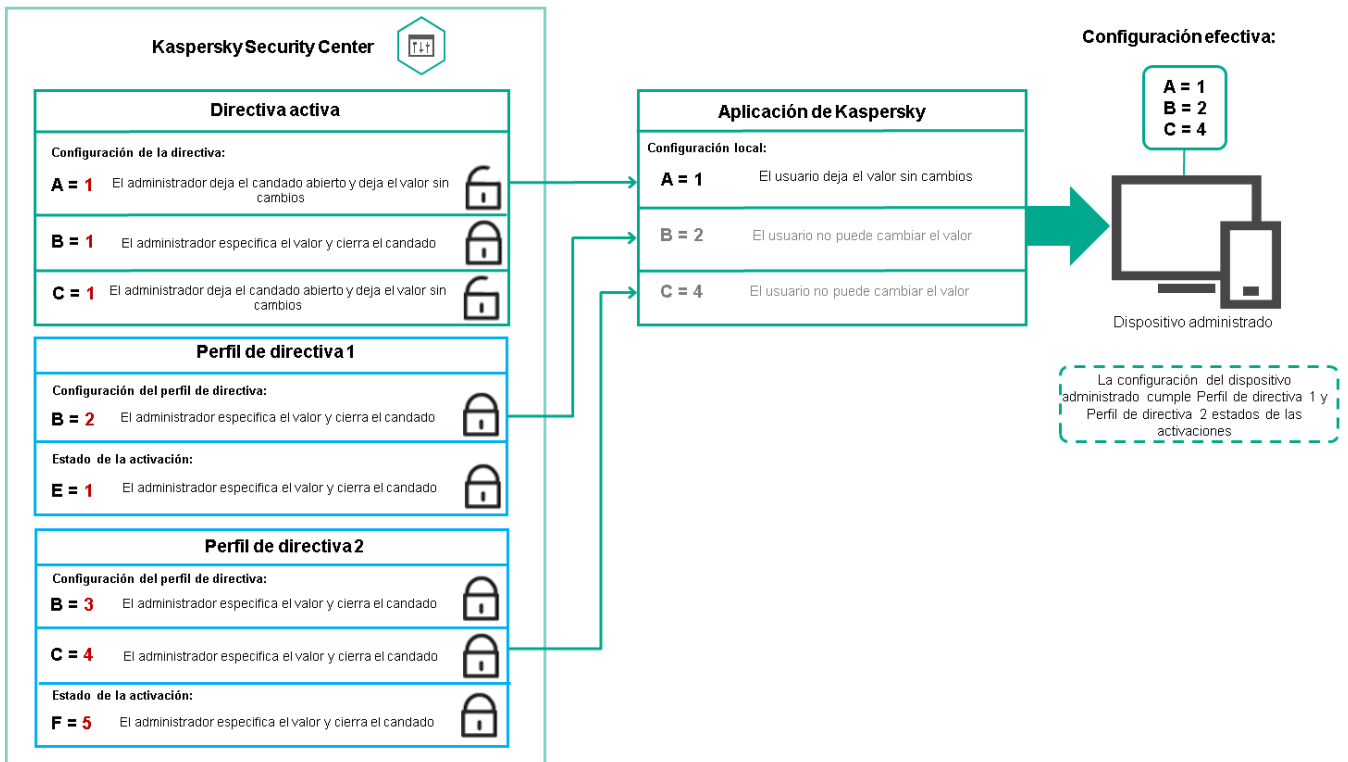 Kaspersky Security Center
Directiva activa
Configuración de la directiva:
A = 1 El administrador deja el candado abierto y deja el valor sin
cambios
B = 1 El administrador especifica el valor y cierra el candado
C = 1 El administrador deja el candado abierto y deja el valor sin
cambios
Perfil de directiva 1
Configuración del perfil de directiva:
B = 2 El administrador especifica el valor y cierra el candado
Estado de la activación:
E = 1 El administrador especifica el valor y cierra el candado
Perfil de directiva 2
Configuración del perfil de directiva:
B = 3 El administrador especifica el valor y cierra el candado
C = 4 El administrador especifica el valor y cierra el candado
Estado de la activación:
F = 5 El administrador especifica el valor y cierra el candado
Aplicación de Kaspersky
Configuración local:
A = 1 El usuario deja el valor sin cambios
B = 2 El usuario no puede cambiar el valor
C = 4 El usuario no puede cambiar el valor
Configuración efectiva:
A = 1
B = 2
C = 4
Dispositivo administrado
La configuración del dispositivo
administrado cumple Perfil de directiva 1 y
Perfil de directiva 2 estados de las
activaciones